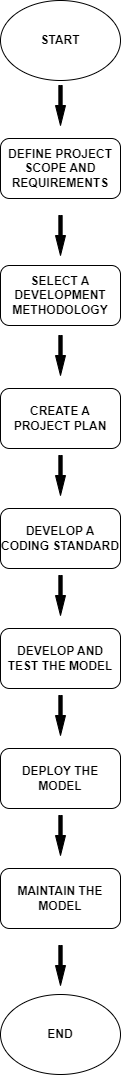 START
DEFINE PROJECT
SCOPE AND
REQUIREMENTS
SELECT A
DEVELOPMENT
METHODOLOGY
CREATE A
PROJECT PLAN
DEVELOP A
CODING STANDARD
DEVELOP AND
TEST THE MODEL
DEPLOY THE
MODEL
MAINTAIN THE
MODEL
END